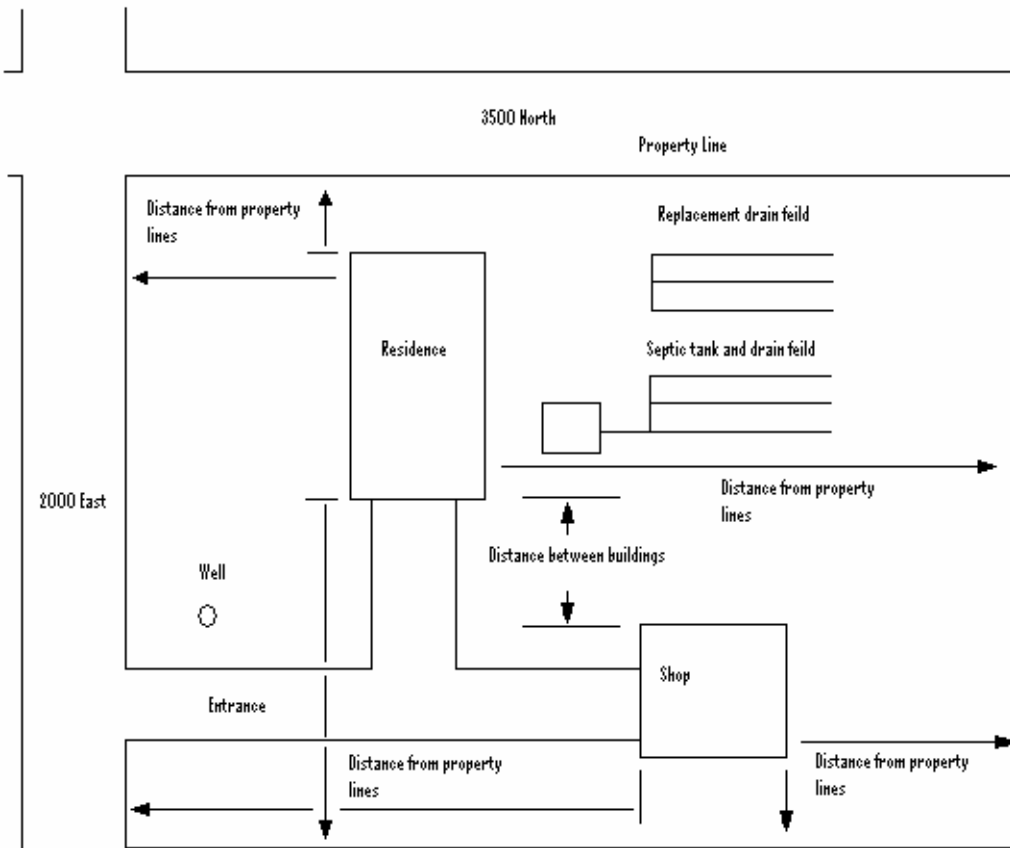 3500 North
Property Line
Distance from property
lines
Replacement drain feild
Residence
Septic tank and drain feild
2000 East
Distance from property
lines
Distance between buildings
Well
Shop
Entrance
Distance from property
lines
Distance from property
lines